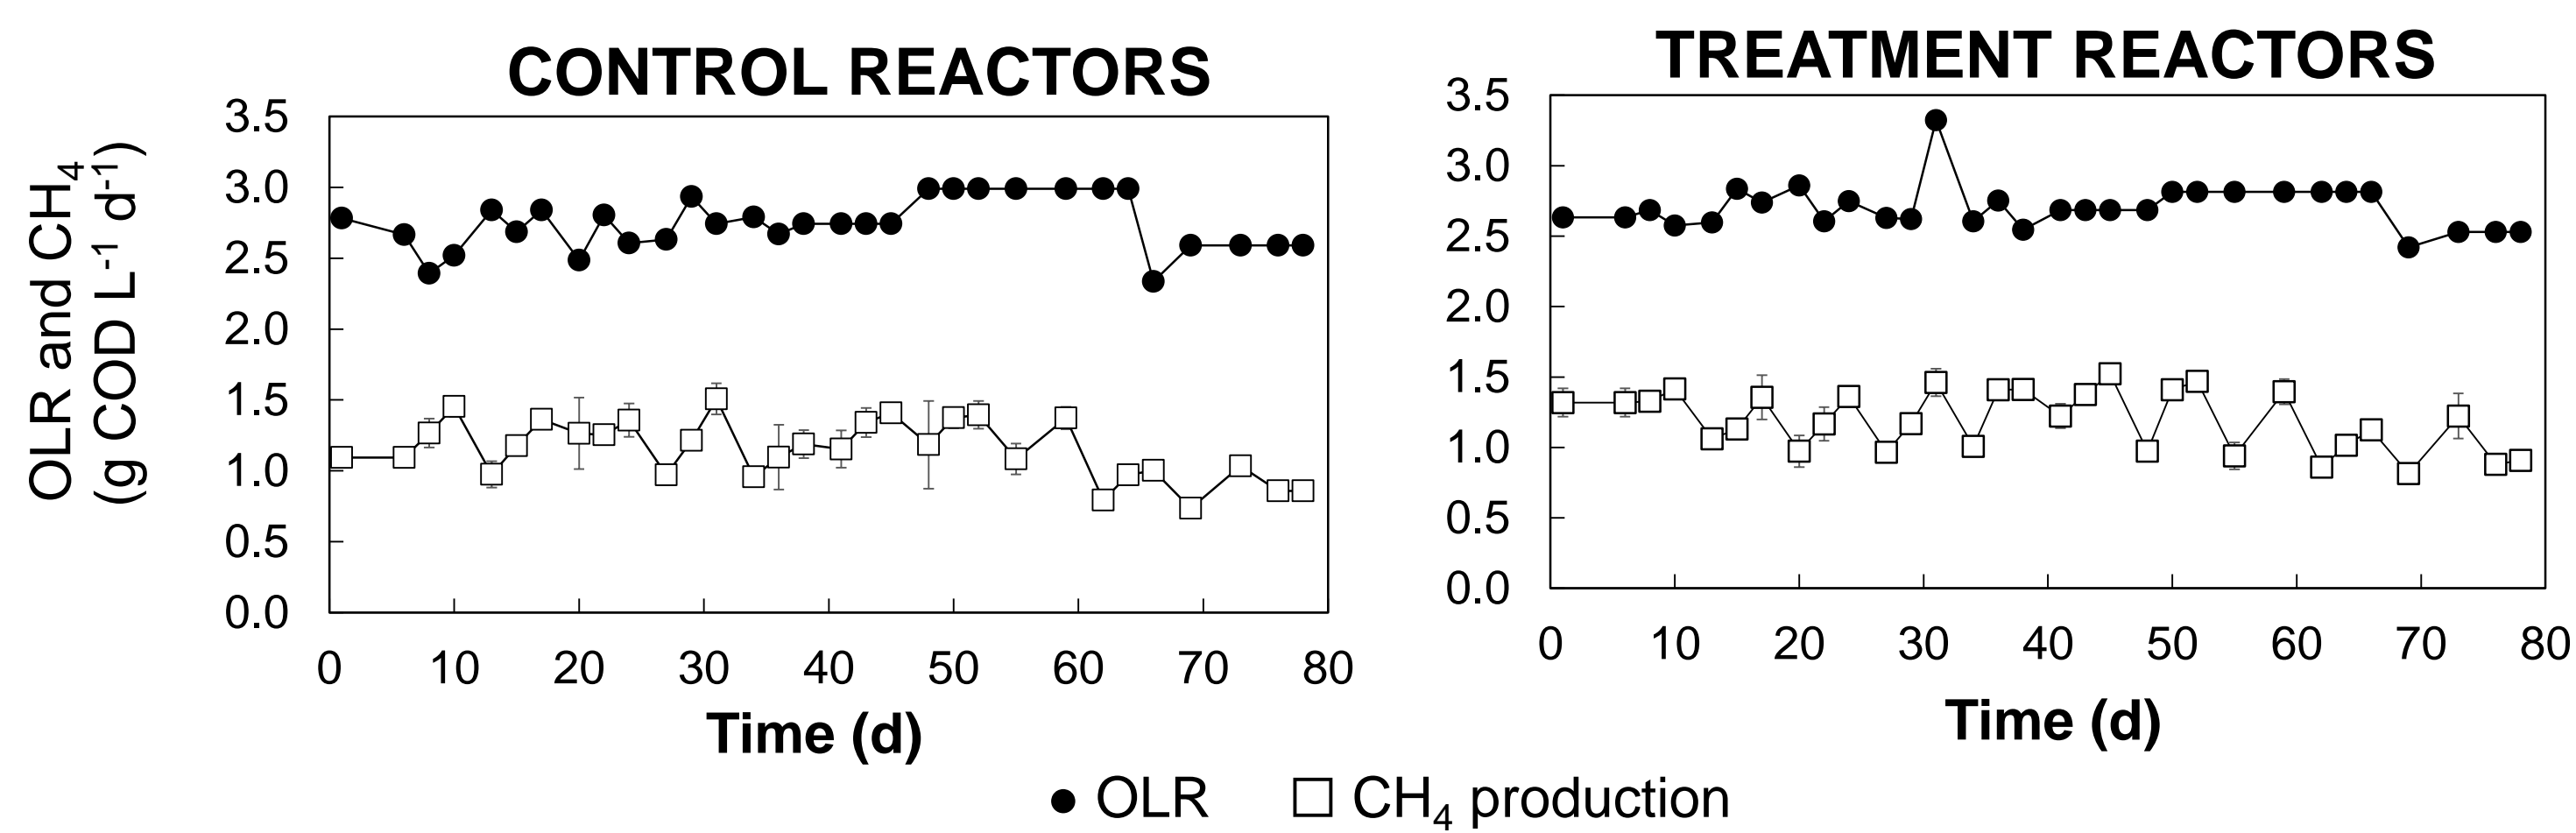 CONTROL REACTORS
TREATMENT REACTORS
OLR and CH4
(g COD L-1 d-1)
3.5
3.0
2.5
2.0
1.5
1.0
0.5
0.0
0 10 20 30 40 50 60 70 80
Time (d)
3.5
3.0
2.5
2.0
1.5
1.0
0.5
0.0
0 10 20 30 40 50 60 70 80
Time (d)
OLR
CH4 production